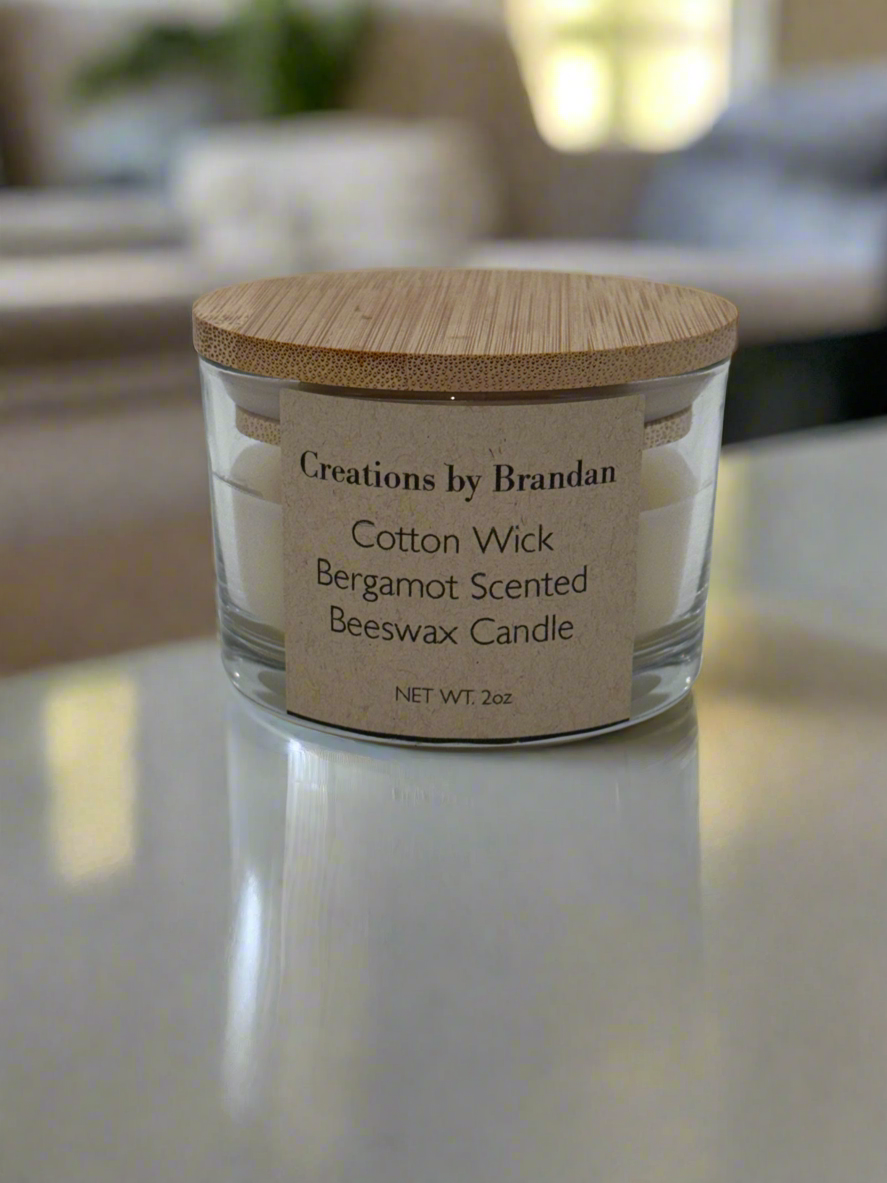 Creations by Brandan
Cotton Wick
Bergamot Scented
Beeswax Candle
NET WT. 2oz